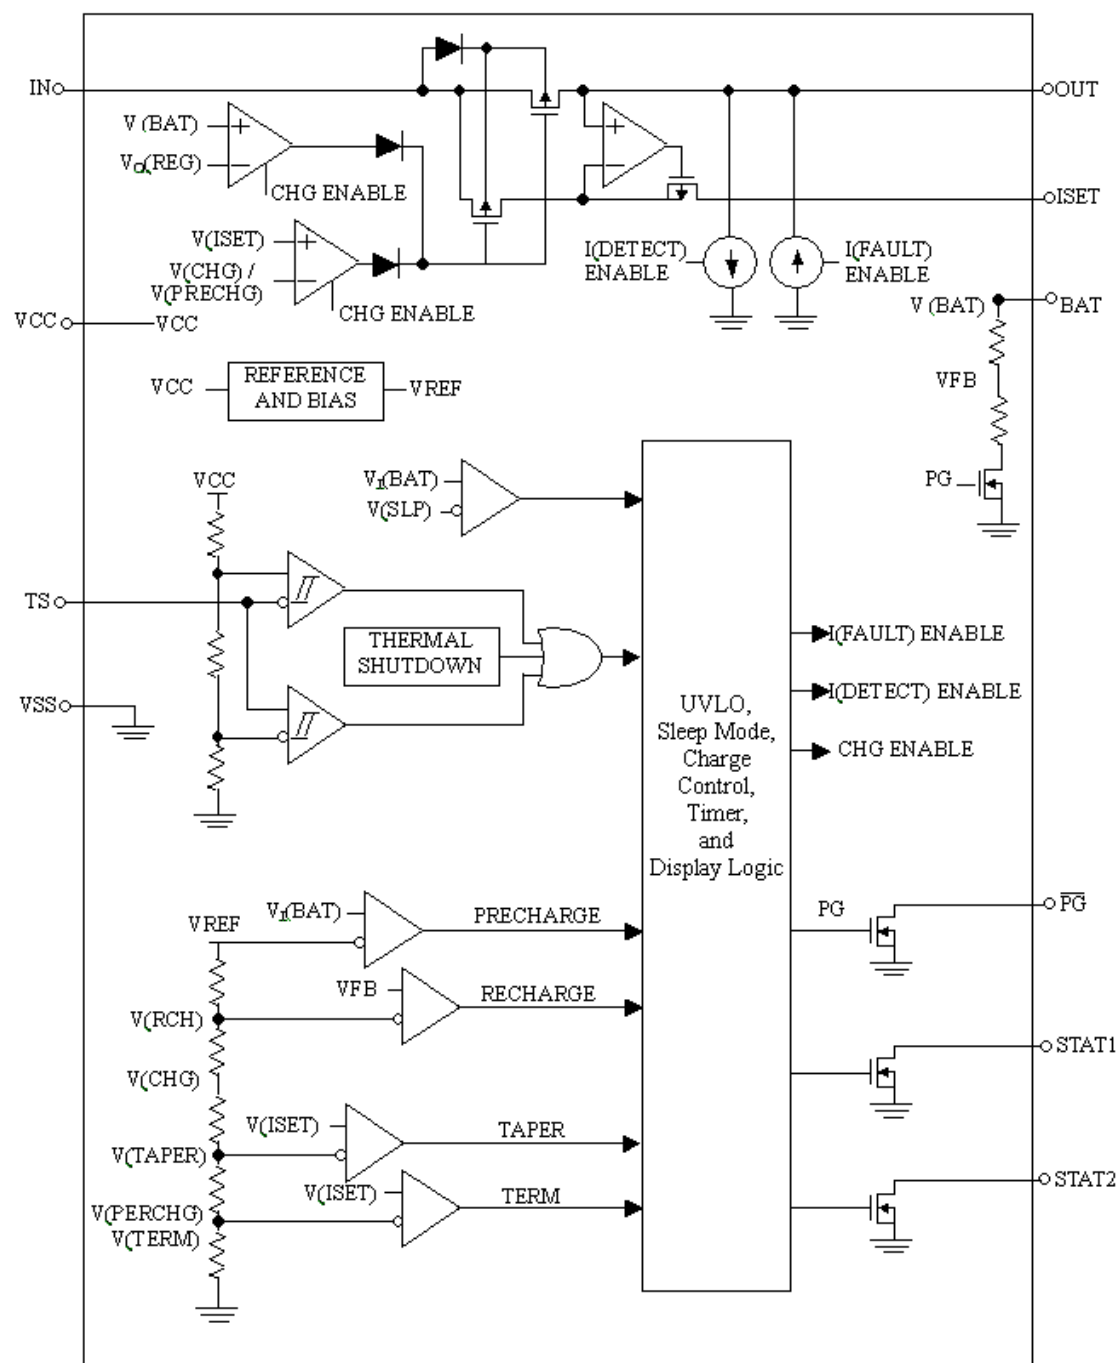 IN
OUT
V (BAT)
VO(REG)
CHG ENABLE
ISET
V(ISET)
V(CHG) /
V(PRECHG)
CHG ENABLE
I(DETECT)
ENABLE
I(FAULT)
ENABLE
V (BAT)
BAT
VCC
VCC
VFB
VCC
REFERENCE
AND BIAS
VREF
PG
VCC
VI(BAT)
V(SLP)
TS
THERMAL
SHUTDOWN
I(FAULT) ENABLE
I(DETECT) ENABLE
CHG ENABLE
VSS
UVLO,
Sleep Mode,
Charge
Control,
Timer,
and
Display Logic
VI(BAT)
PRECHARGE
VREF
PG
PG
VFB
RECHARGE
V(RCH)
STAT1
V(CHG)
V(ISET)
TAPER
V(TAPER)
STAT2
V(ISET)
TERM
V(PERCHG)
V(TERM)